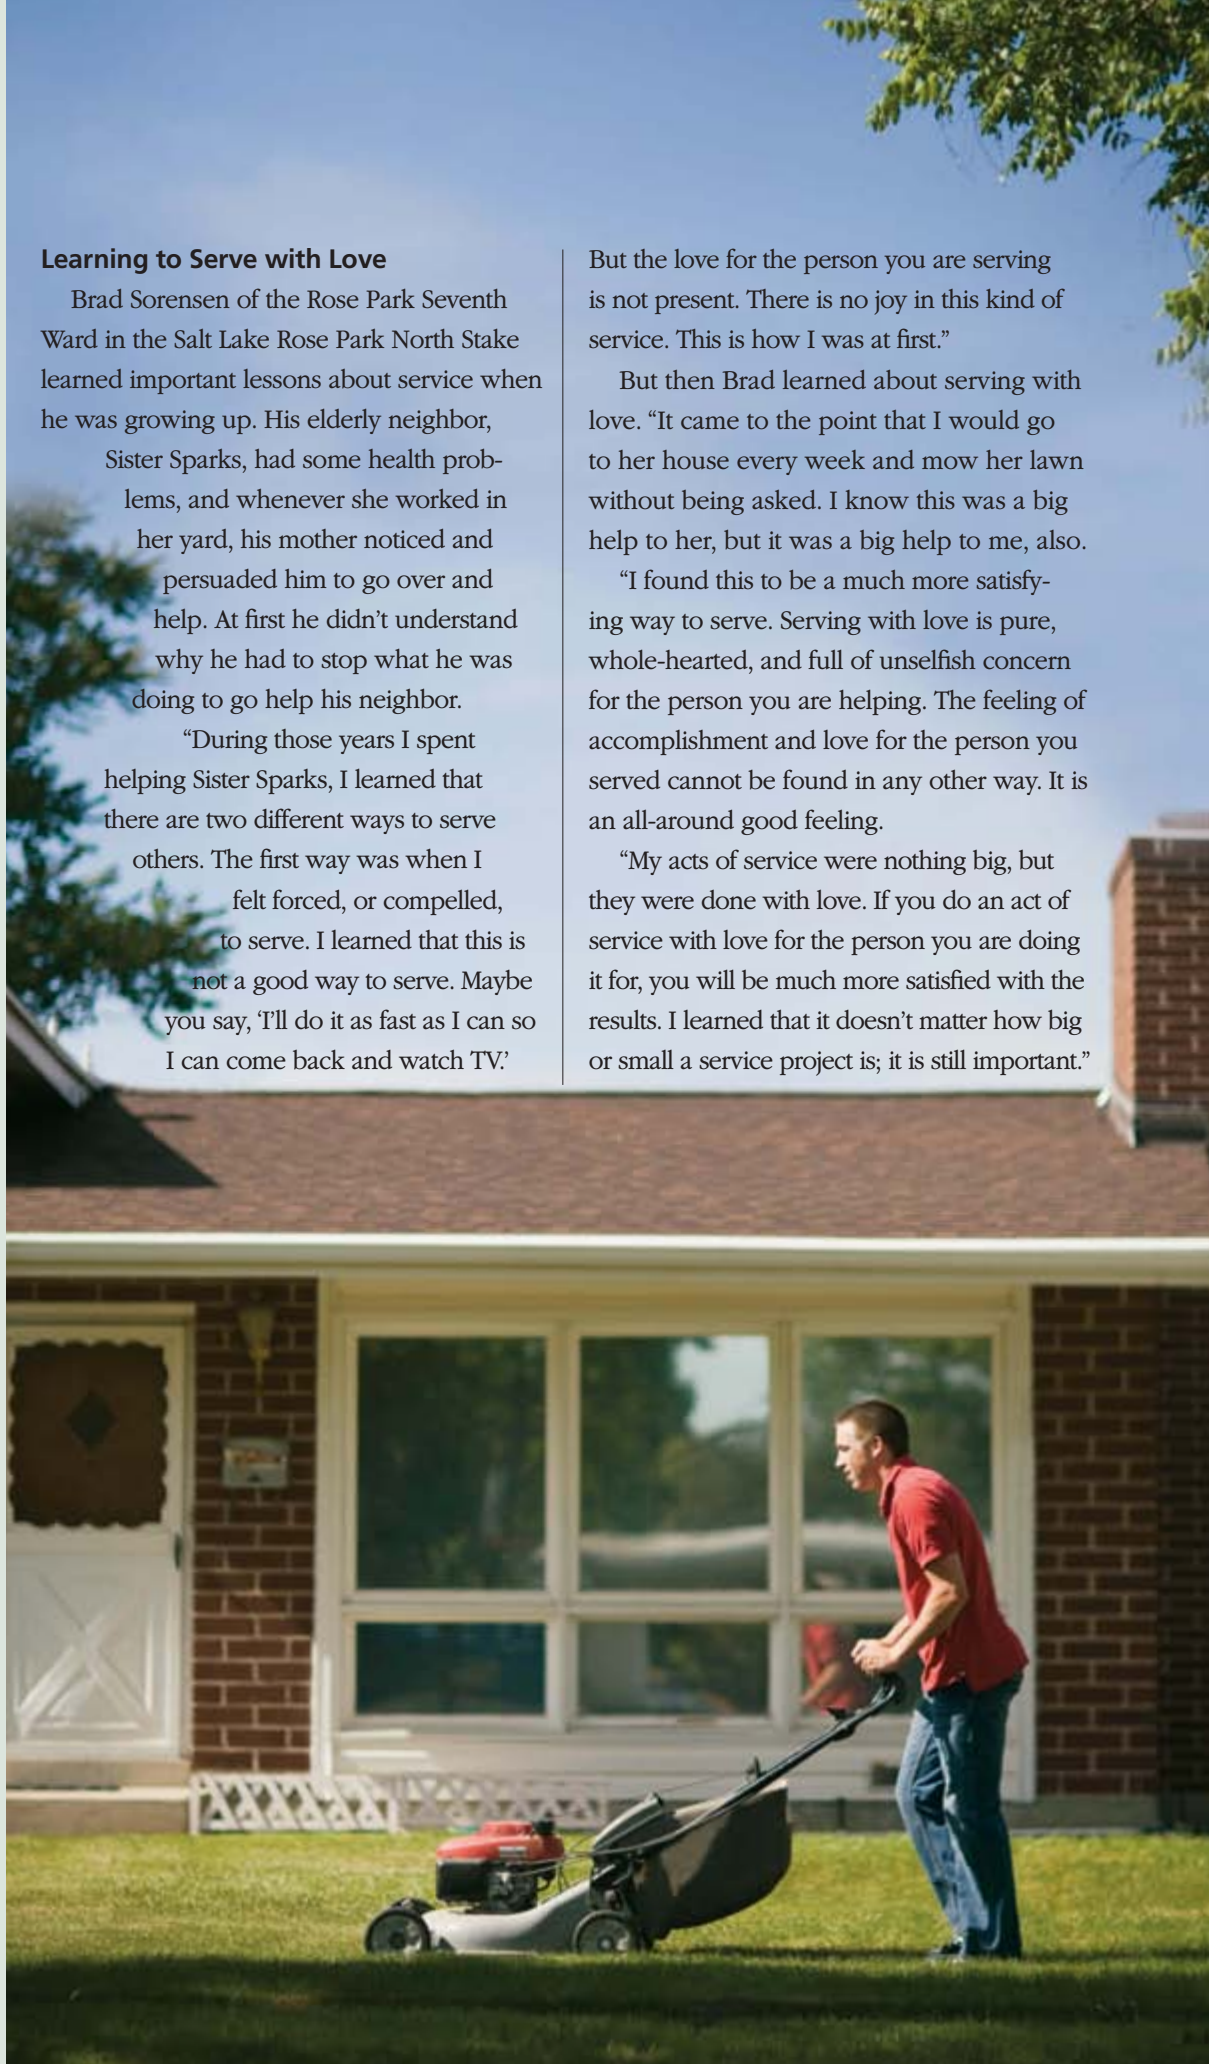 Learning to Serve with Love
Brad Sorensen of the Rose Park Seventh
Ward in the Salt Lake Rose Park North Stake
learned important lessons about service when
he was growing up. His elderly neighbor,
Sister Sparks, had some health prob-
lems, and whenever she worked in
her yard, his mother noticed and
persuaded him to go over and
help. At first he didn’t understand
why he had to stop what he was
doing to go help his neighbor.
“During those years I spent
helping Sister Sparks, I learned that
there are two different ways to serve
others. The first way was when I
felt forced, or compelled,
to serve. I learned that this is
not a good way to serve. Maybe
you say, ‘I’ll do it as fast as I can so
I can come back and watch TV.’
But the love for the person you are serving
is not present. There is no joy in this kind of
service. This is how I was at first.”
But then Brad learned about serving with
love. “It came to the point that I would go
to her house every week and mow her lawn
without being asked. I know this was a big
help to her, but it was a big help to me, also.
“I found this to be a much more satisfy-
ing way to serve. Serving with love is pure,
whole-hearted, and full of unselfish concern
for the person you are helping. The feeling of
accomplishment and love for the person you
served cannot be found in any other way. It is
an all-around good feeling.
“My acts of service were nothing big, but
they were done with love. If you do an act of
service with love for the person you are doing
it for, you will be much more satisfied with the
results. I learned that it doesn’t matter how big
or small a service project is; it is still important.”